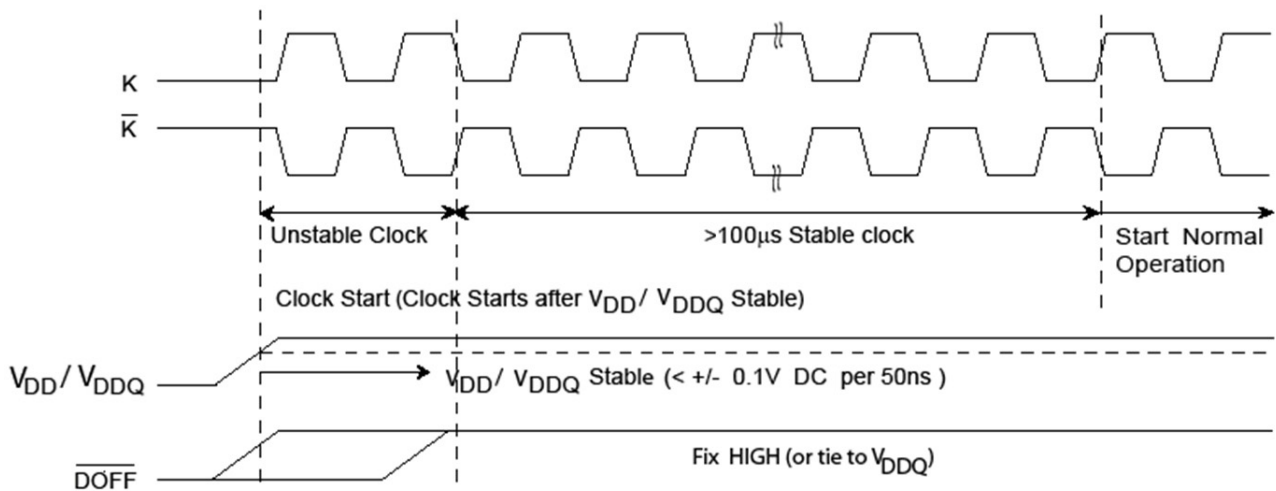 K
K̅
Unstable Clock
>100µs Stable clock
Start Normal
Operation
Clock Start (Clock Starts after VDD/ VDDQ Stable)
VDD/ VDDQ
VDD/ VDDQ Stable (< +/- 0.1V DC per 50ns )
D̅O̅F̅F̅
Fix HIGH (or tie to VDDQ)